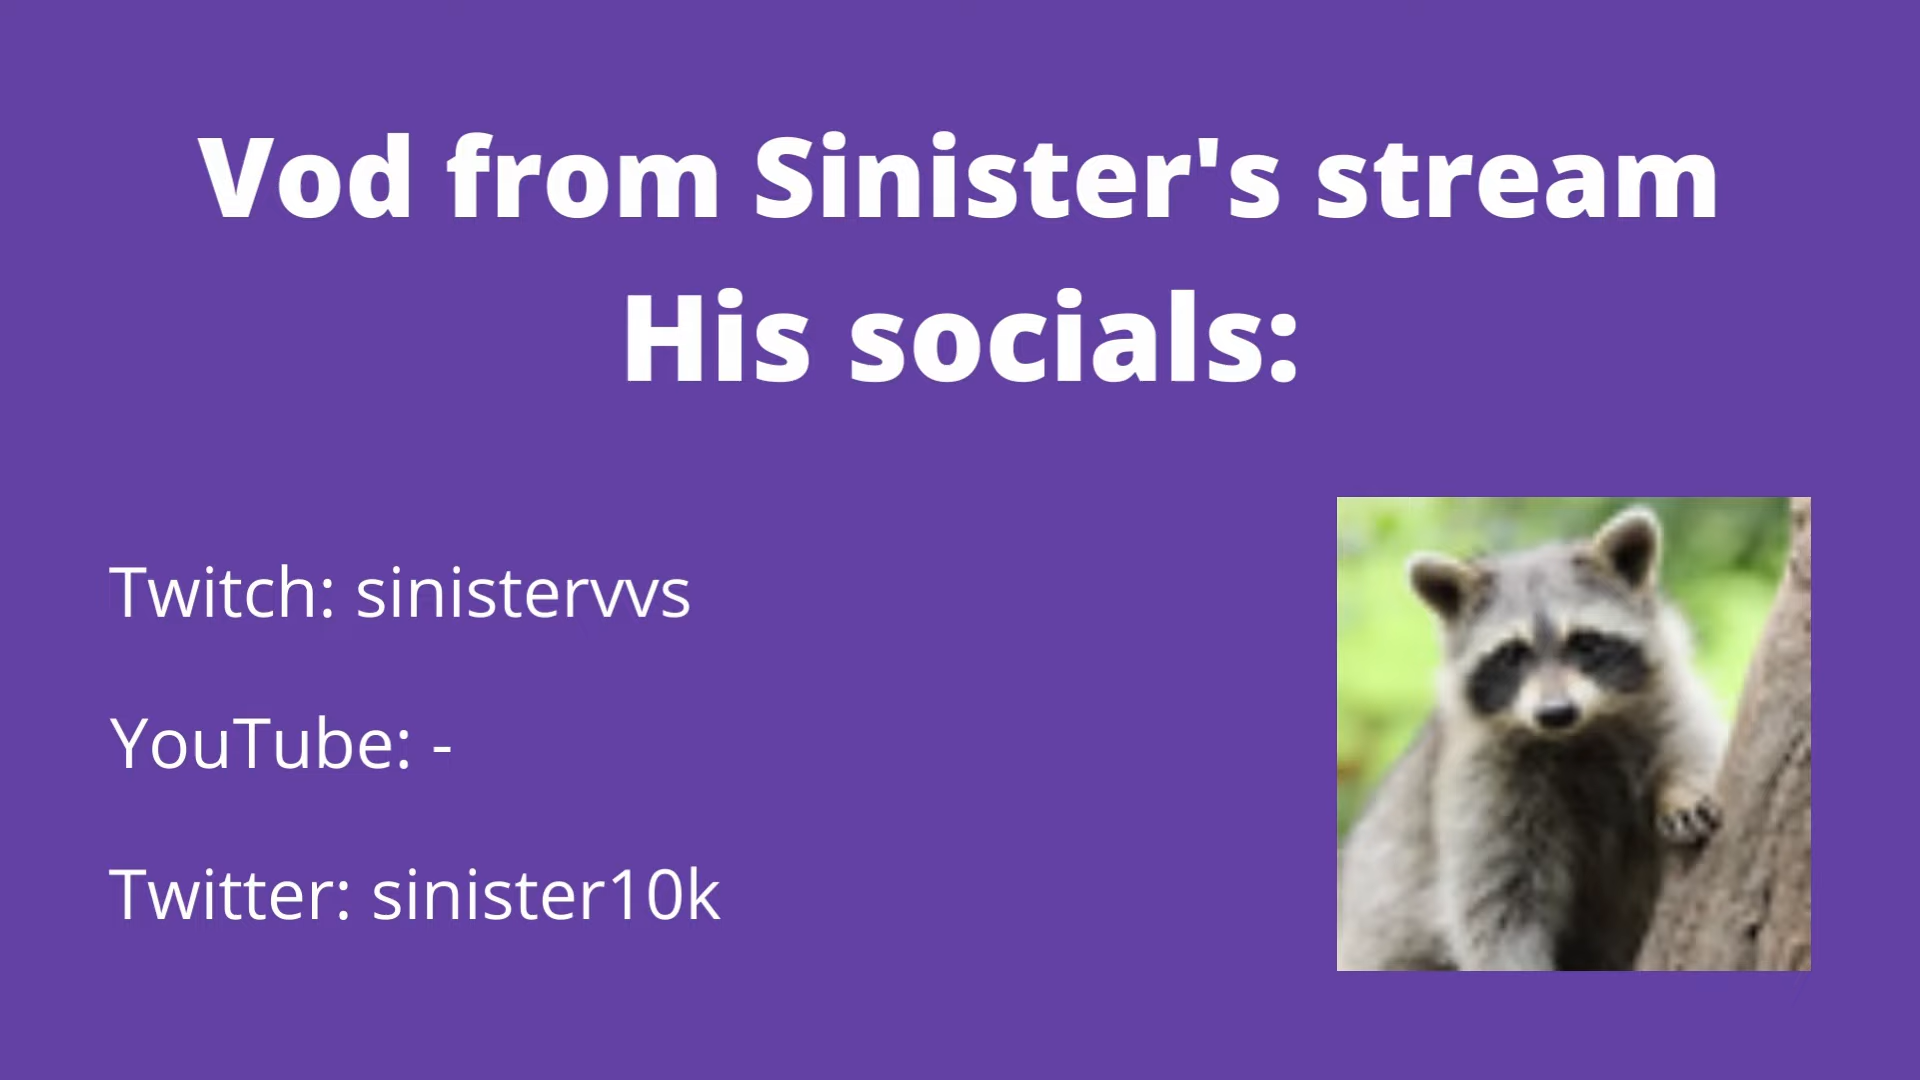 Vod from Sinister's stream
His socials:
Twitch: sinistervvs
YouTube: -
Twitter: sinister10k